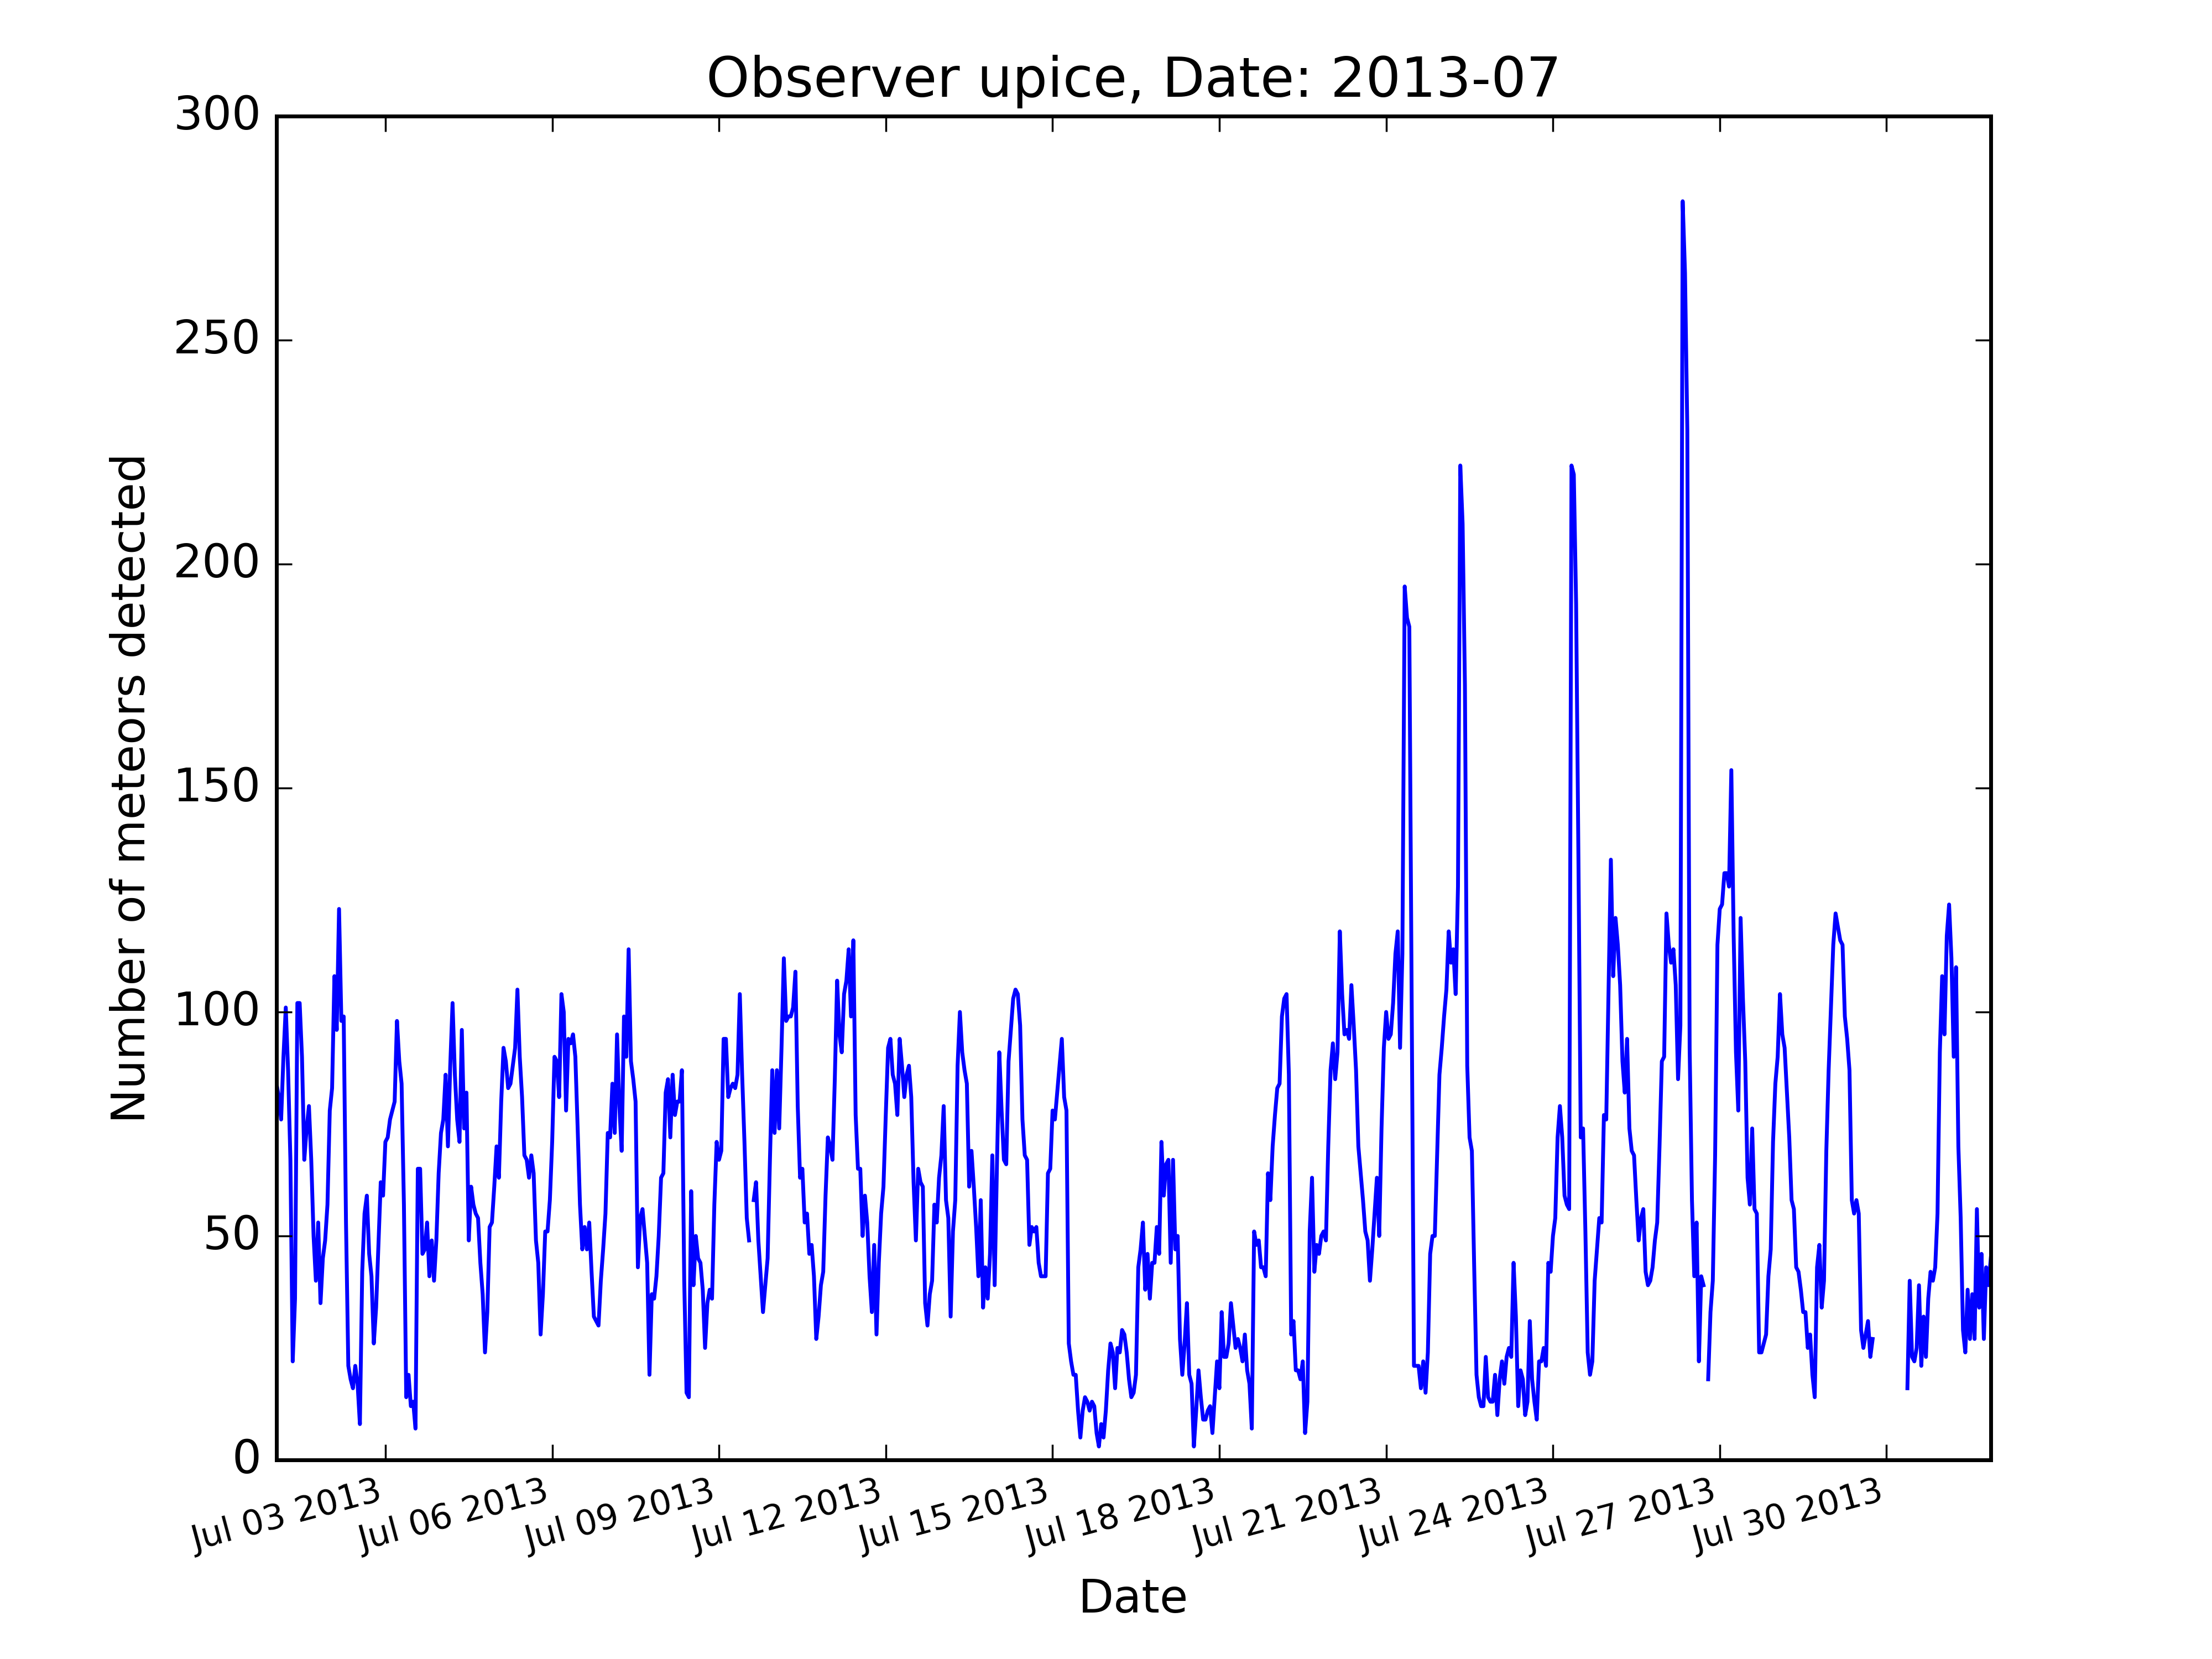 Observer upice, Date: 2013-07
300
250
200
150
100
50
0
Number of meteors detected
Jul 03 2013
Jul 06 2013
Jul 09 2013
Jul 12 2013
Jul 15 2013
Jul 18 2013
Jul 21 2013
Jul 24 2013
Jul 27 2013
Jul 30 2013
Date